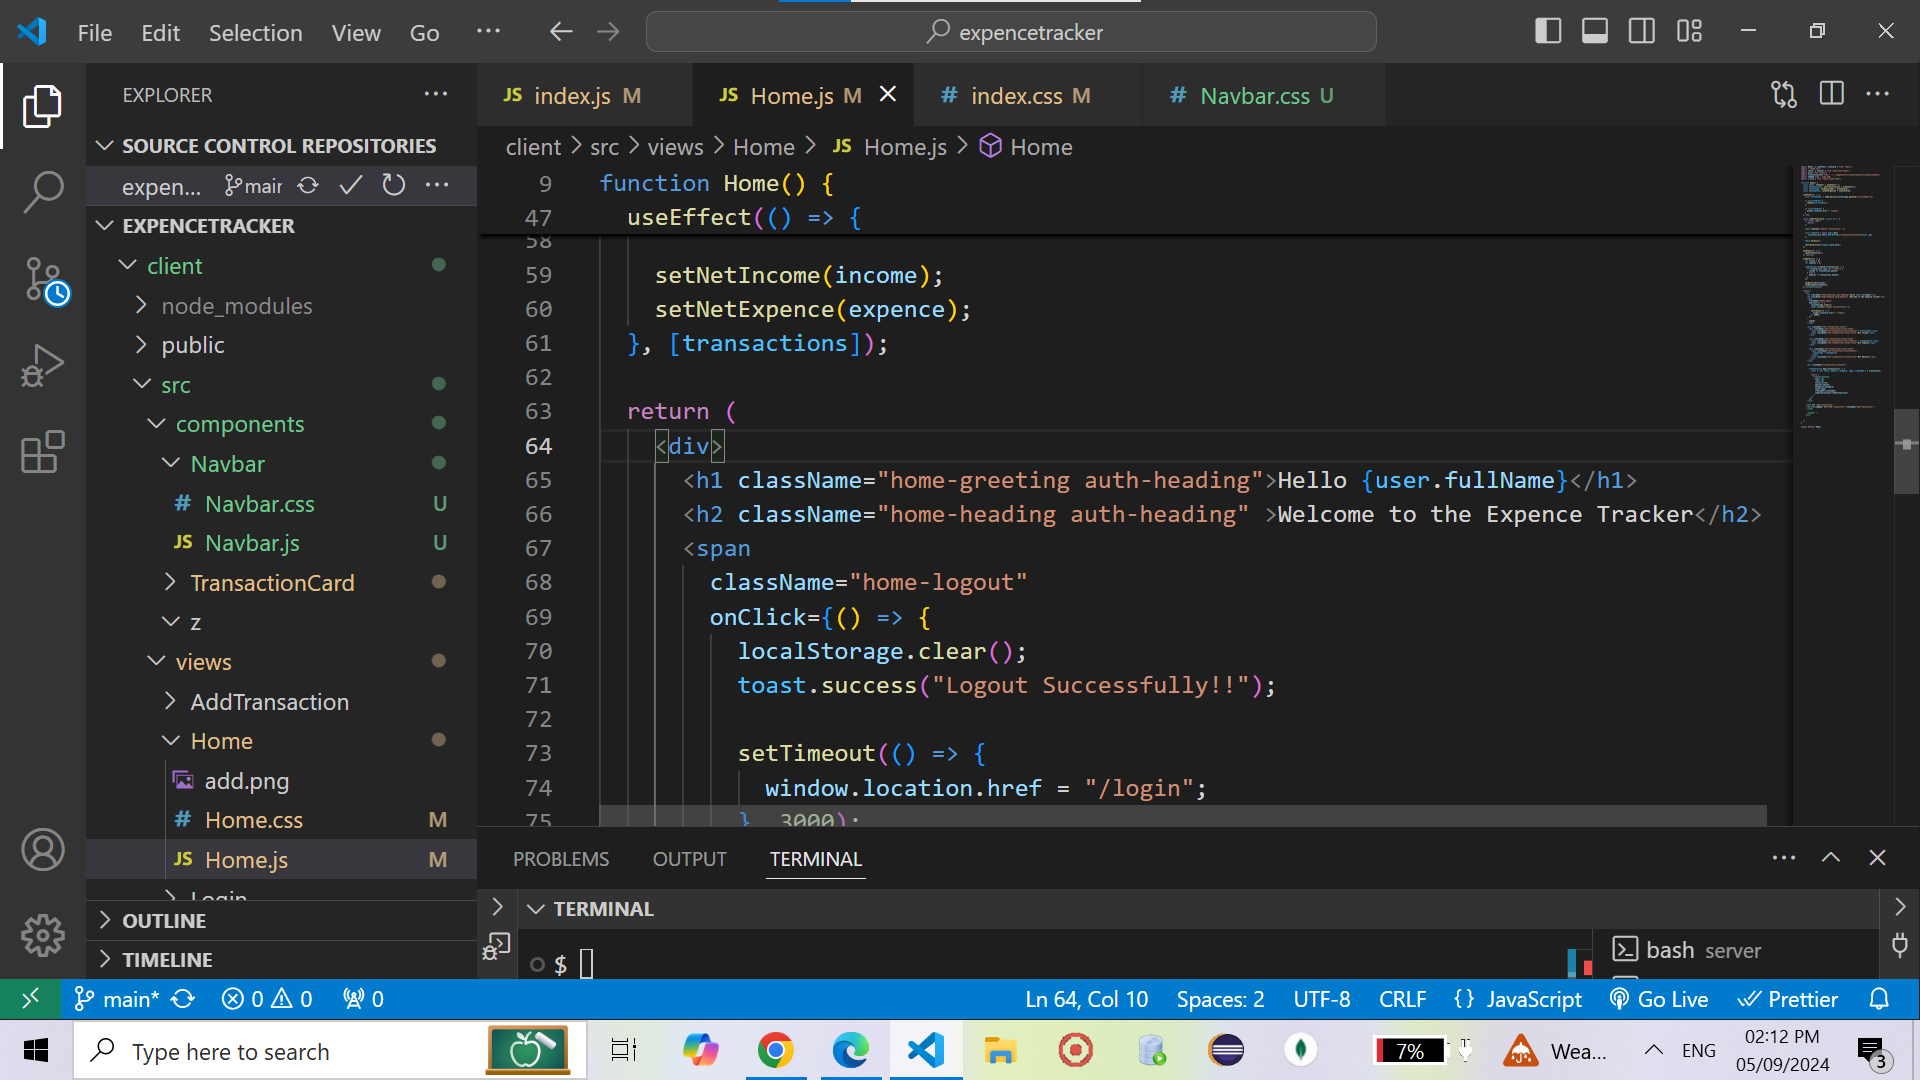 File Edit Selection View Go ··· expencetracker
EXPLORER ···
SOURCE CONTROL REPOSITORIES
expen... main ···
EXPENCETRACKER
client
node_modules
public
src
components
Navbar
# Navbar.css U
JS Navbar.js U
TransactionCard
z
views
AddTransaction
Home
add.png
# Home.css M
JS Home.js M
Login
OUTLINE
TIMELINE
JS index.js M JS Home.js M # index.css M # Navbar.css U ···
client > src > views > Home > JS Home.js > Home
9 function Home() {
47 useEffect(() => {
58
59 setNetIncome(income);
60 setNetExpence(expence);
61 }, [transactions]);
62
63 return (
64 <div>
65 <h1 className="home-greeting auth-heading">Hello {user.fullName}</h1>
66 <h2 className="home-heading auth-heading" >Welcome to the Expence Tracker</h2>
67 <span
68 className="home-logout"
69 onClick={() => {
70 localStorage.clear();
71 toast.success("Logout Successfully!!");
72
73 setTimeout(() => {
74 window.location.href = "/login";
75 }, 3000);
PROBLEMS OUTPUT TERMINAL ···
TERMINAL
$
bash server
main* 0 0 0 Ln 64, Col 10 Spaces: 2 UTF-8 CRLF {} JavaScript Go Live Prettier
Type here to search 7% Wea... ENG 02:12 PM
05/09/2024 3